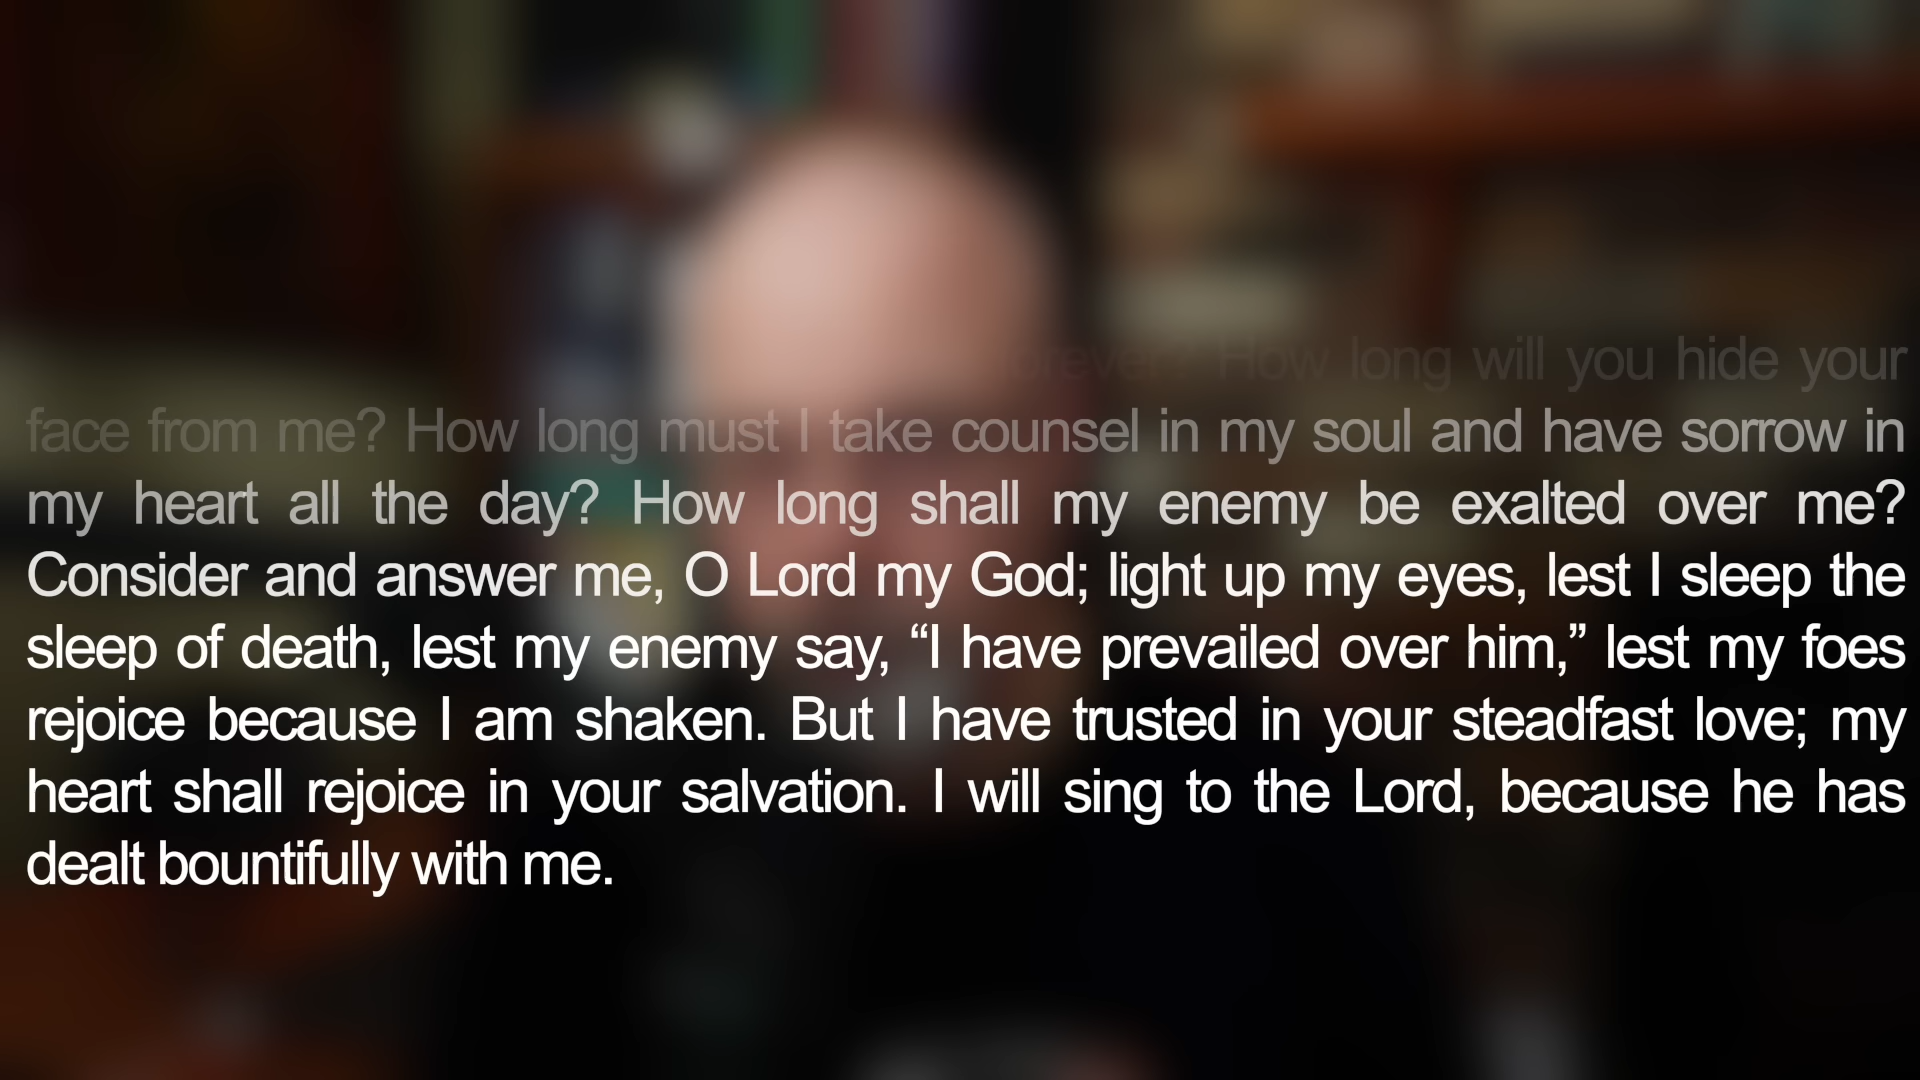 forever? How long will you hide your
face from me? How long must I take counsel in my soul and have sorrow in
my heart all the day? How long shall my enemy be exalted over me?
Consider and answer me, O Lord my God; light up my eyes, lest I sleep the
sleep of death, lest my enemy say, “I have prevailed over him,” lest my foes
rejoice because I am shaken. But I have trusted in your steadfast love; my
heart shall rejoice in your salvation. I will sing to the Lord, because he has
dealt bountifully with me.